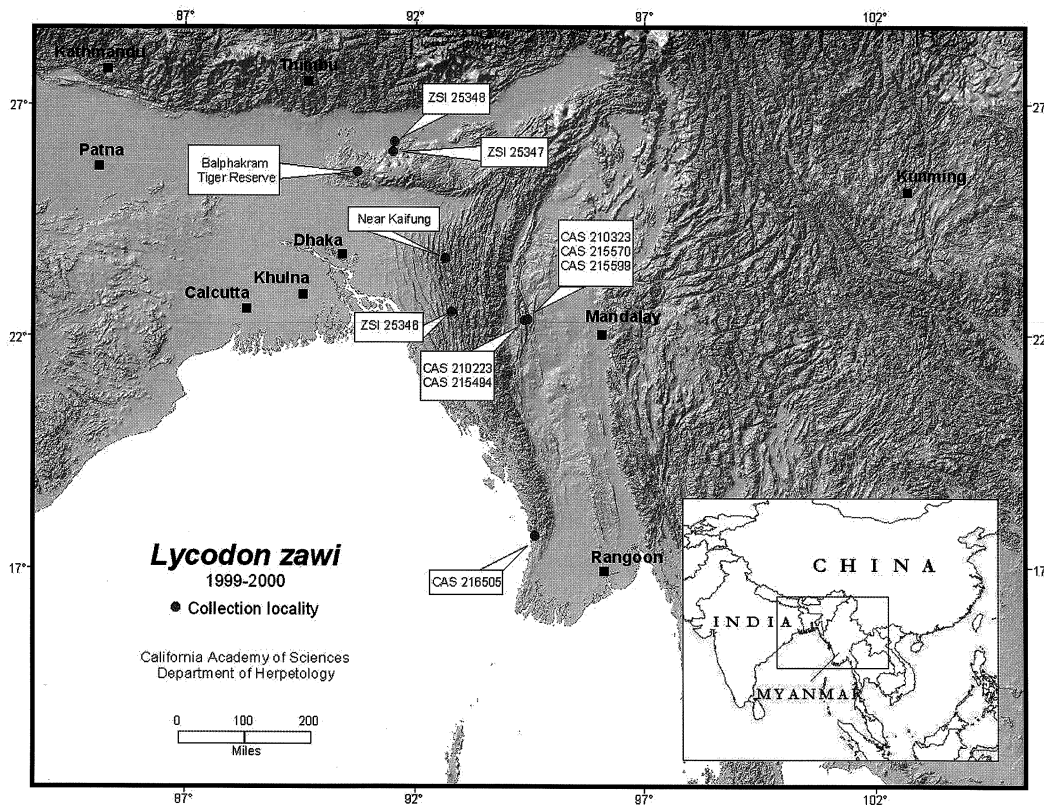 87°
92°
97°
102°
Kathmandu
Thimbu
27°
27
ZSI 25348
ZSI 25347
Patna
Balphakram
Tiger Reserve
Kunming
Near Kaifung
CAS 210323
CAS 215570
CAS 215599
Dhaka
Khulna
Calcutta
ZSI 25346
Mandalay
22°
22
CAS 210223
CAS 215494
Lycodon zawi
1999-2000
Collection locality
17°
17
Rangoon
CAS 216505
California Academy of Sciences
Department of Herpetology
0 100 200
Miles
CHINA
INDIA
MYANMAR
87°
92°
97°
102°